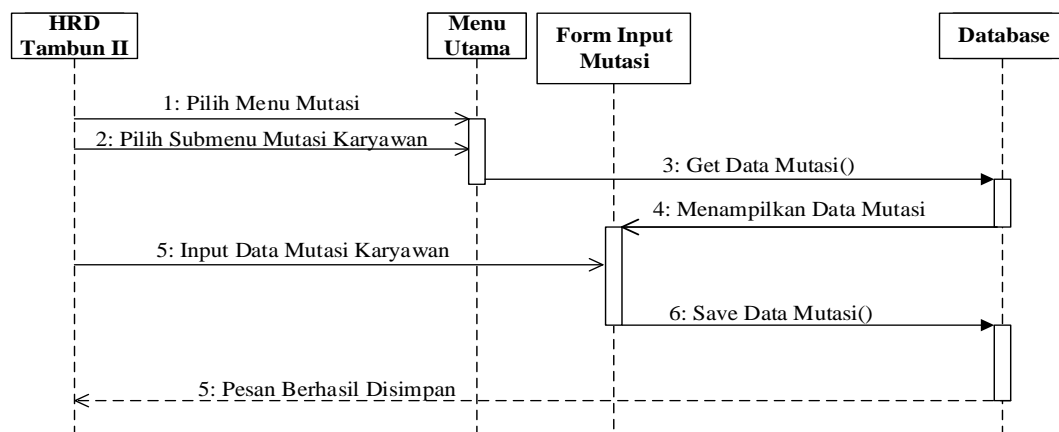 HRD
Tambun II
Menu
Utama
Form Input
Mutasi
Database
1: Pilih Menu Mutasi
2: Pilih Submenu Mutasi Karyawan
3: Get Data Mutasi()
4: Menampilkan Data Mutasi
5: Input Data Mutasi Karyawan
6: Save Data Mutasi()
5: Pesan Berhasil Disimpan